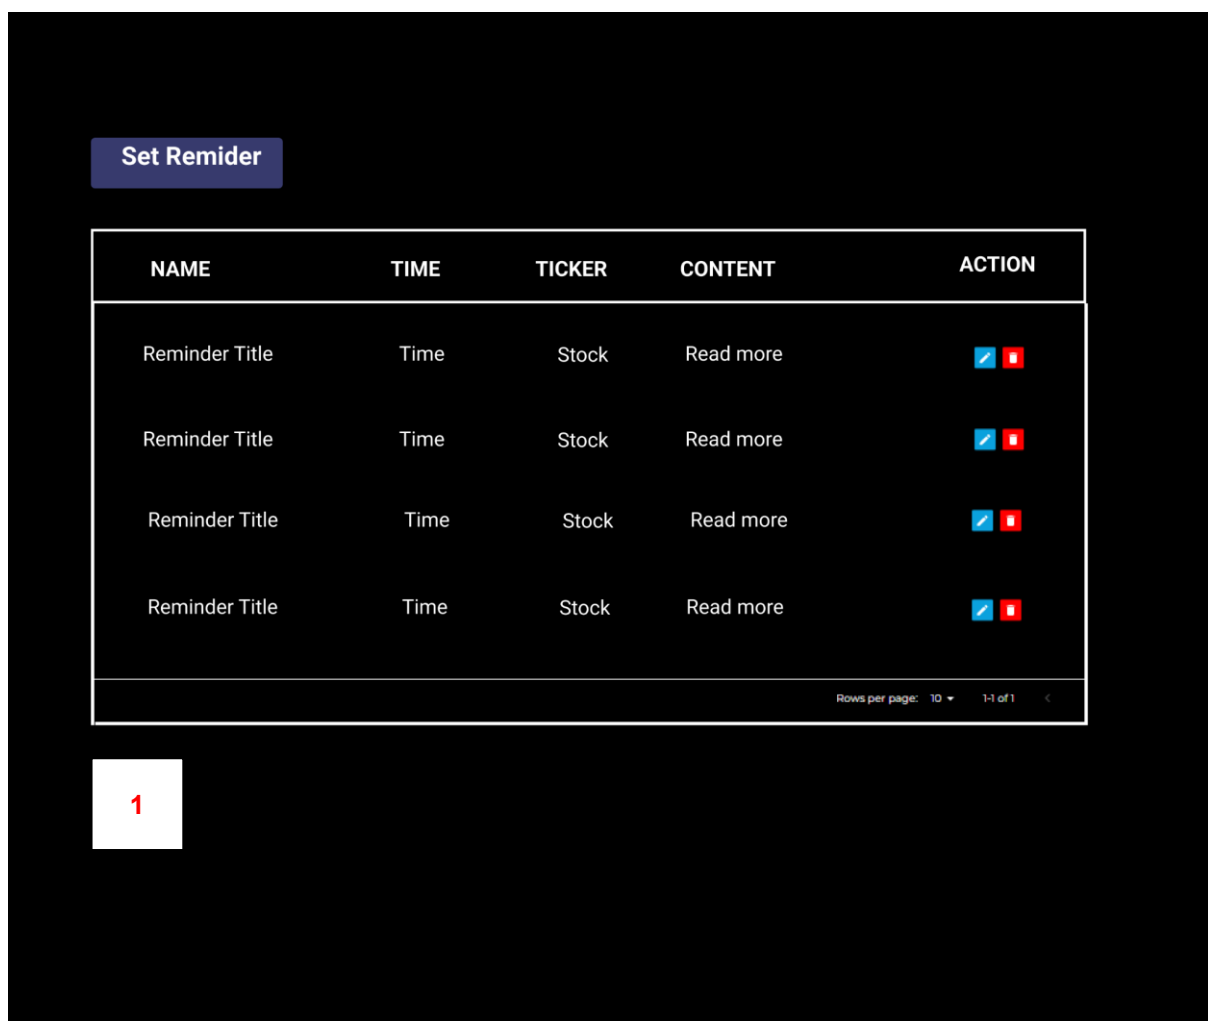 Set Remider
NAME TIME TICKER CONTENT ACTION
Reminder Title Time Stock Read more
Reminder Title Time Stock Read more
Reminder Title Time Stock Read more
Reminder Title Time Stock Read more
Rows per page: 10 1-1 of 1
1